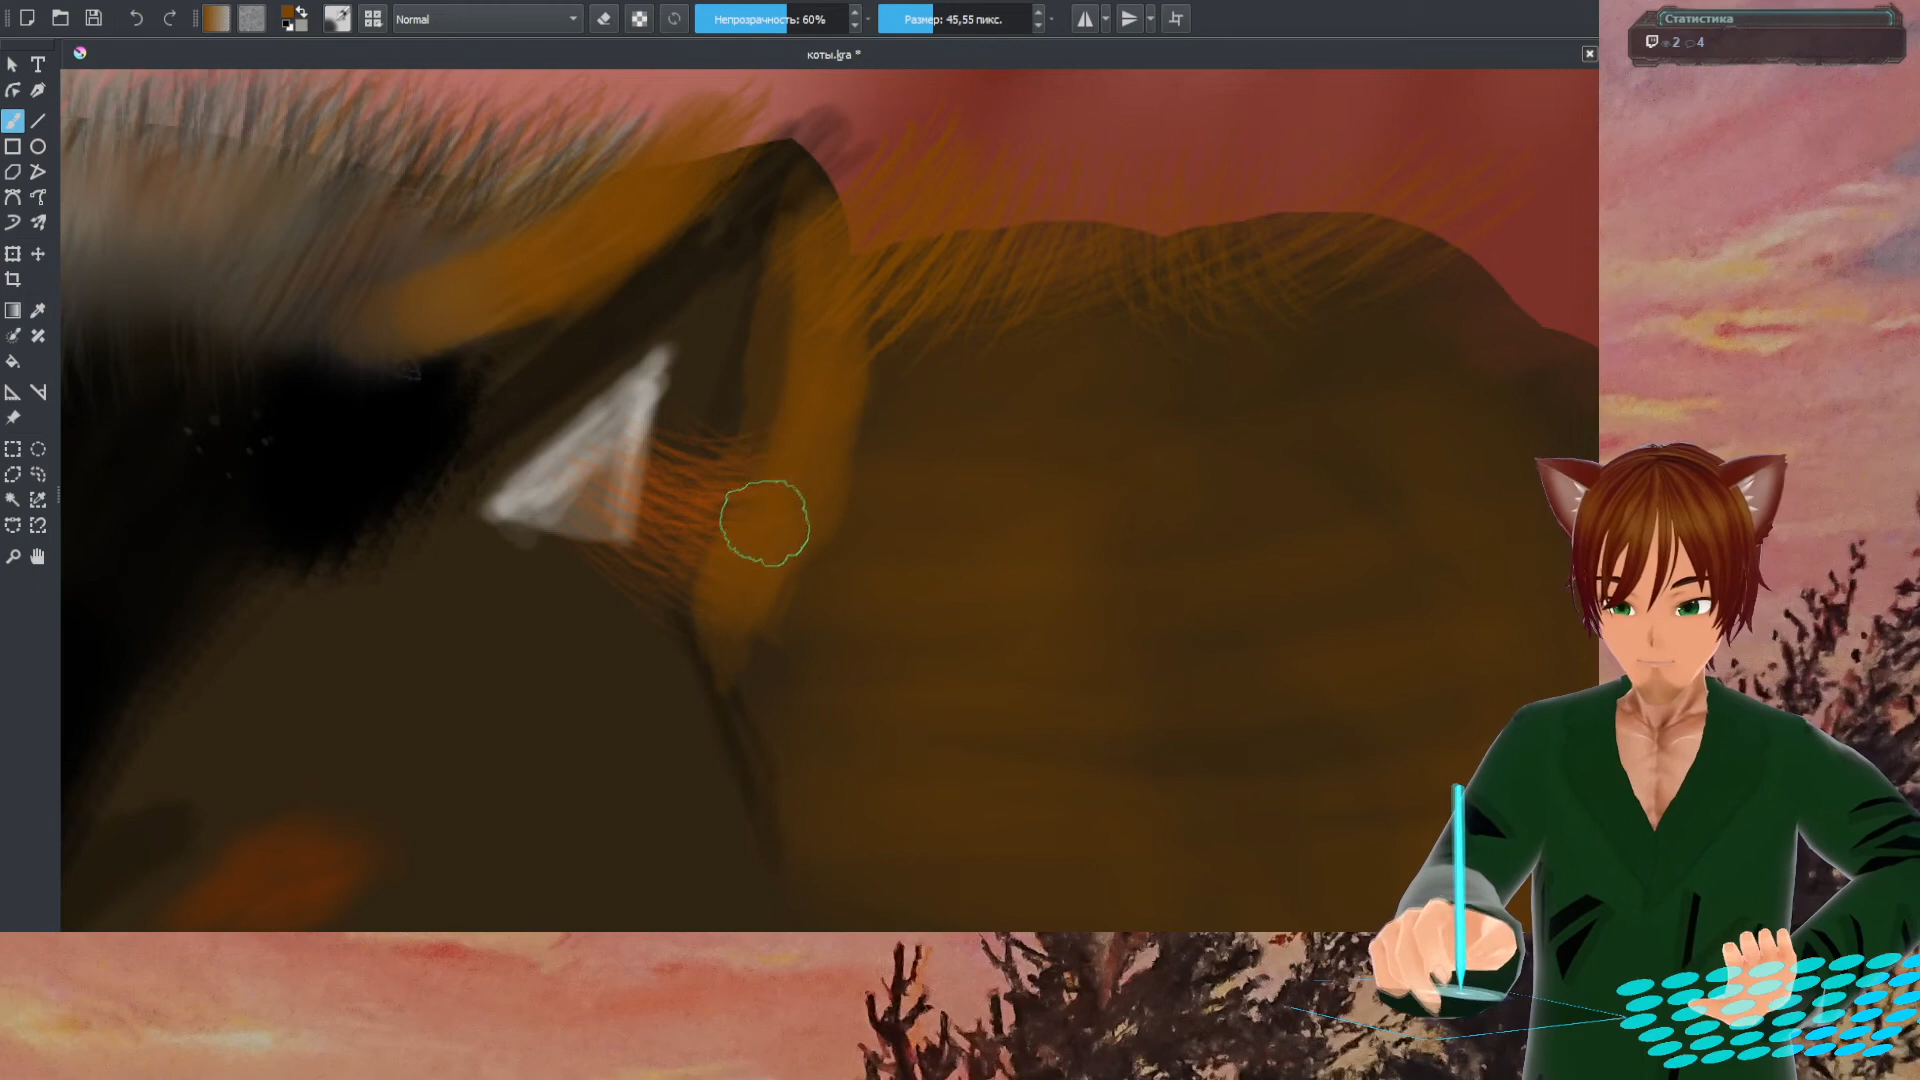 Normal
Непрозрачность: 60%
Размер: 45,55 пикс.
коты.kra *
Статистика
2 4